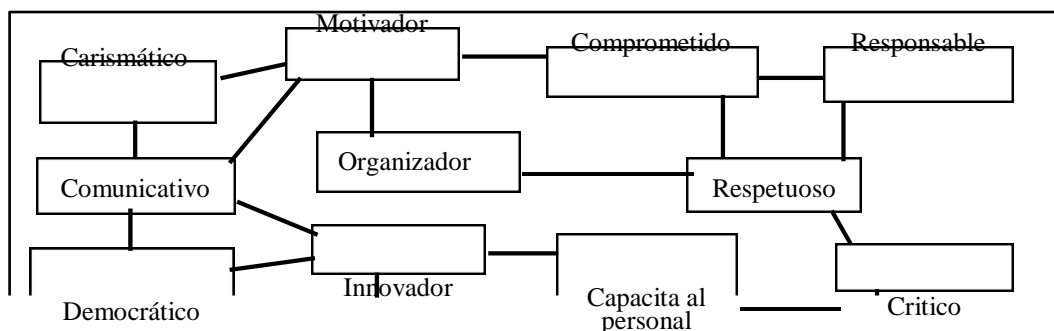 Motivador
Comprometido
Responsable
Carismático
Organizador
Comunicativo
Respetuoso
Innovador
Capacita al
personal
Critico
Democrático